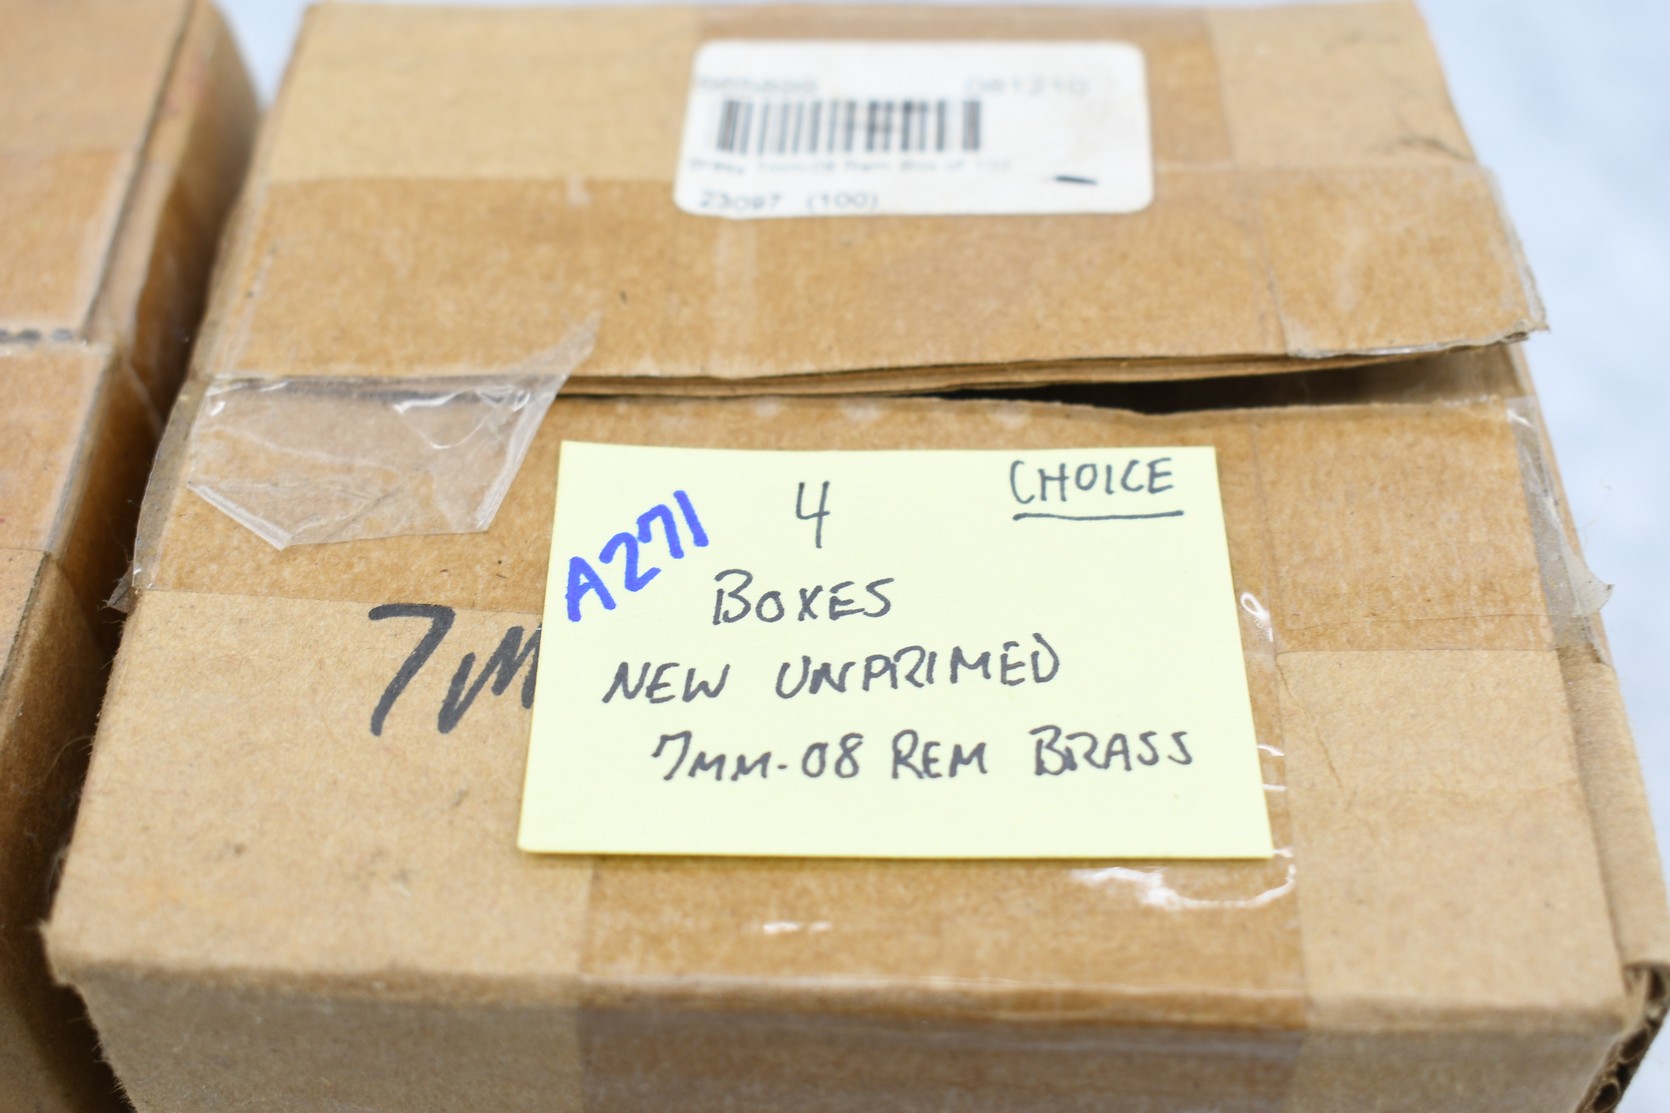 23097 (100)
CHOICE
4
A271
BOXES
NEW UNPRIMED
7MM-08 REM BRASS
7m